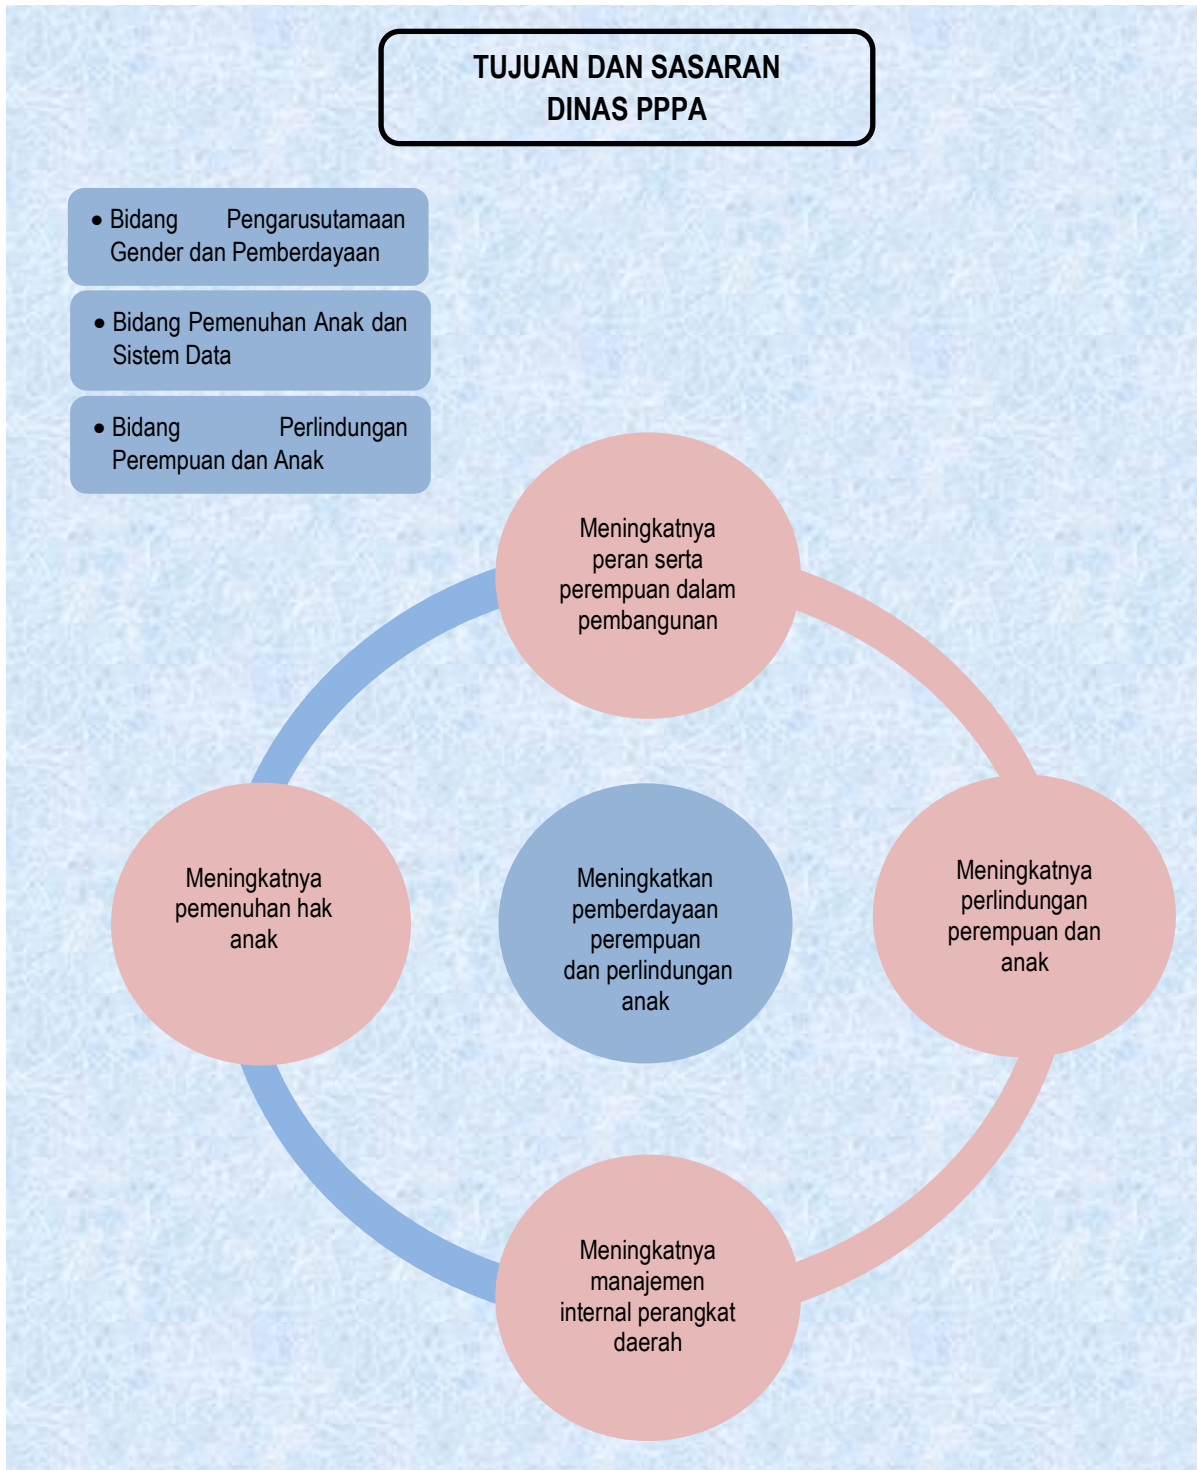 TUJUAN DAN SASARAN
DINAS PPPA
• Bidang Pengarusutamaan
Gender dan Pemberdayaan
• Bidang Pemenuhan Anak dan
Sistem Data
• Bidang Perlindungan
Perempuan dan Anak
Meningkatnya
peran serta
perempuan dalam
pembangunan
Meningkatnya
pemenuhan hak
anak
Meningkatkan
pemberdayaan
perempuan
dan perlindungan
anak
Meningkatnya
perlindungan
perempuan dan
anak
Meningkatnya
manajemen
internal perangkat
daerah